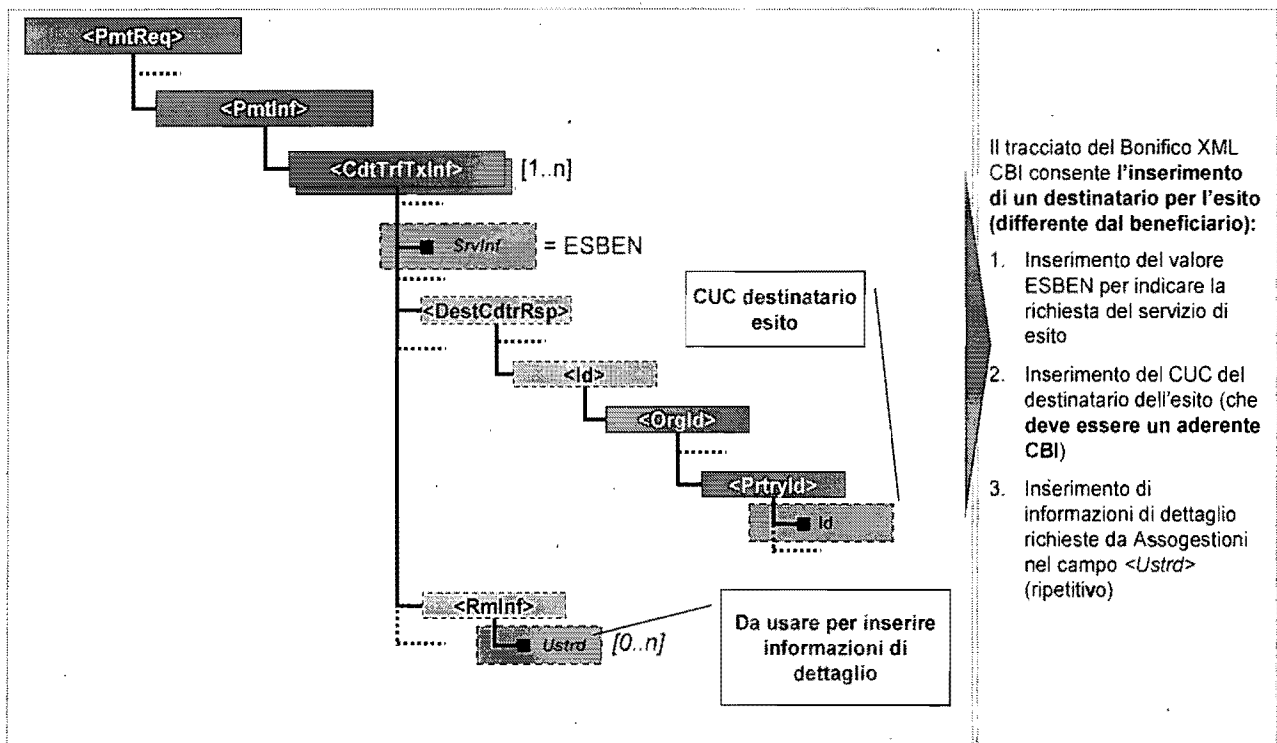 <PmtReq>
<PmtInf>
<CdtTrfTxInf> [1..n]
SrvInf = ESBEN
<DestCdtrRsp>
CUC destinatario
esito
<Id>
<OrgId>
<PrtryId>
Id
<RmInf>
Ustrd [0..n]
Da usare per inserire
informazioni di
dettaglio
Il tracciato del Bonifico XML
CBI consente l'inserimento
di un destinatario per l'esito
(differente dal beneficiario):
1. Inserimento del valore
ESBEN per indicare la
richiesta del servizio di
esito
2. Inserimento del CUC del
destinatario dell'esito (che
deve essere un aderente
CBI)
3. Inserimento di
informazioni di dettaglio
richieste da Assogestioni
nel campo <Ustrd>
(ripetitivo)